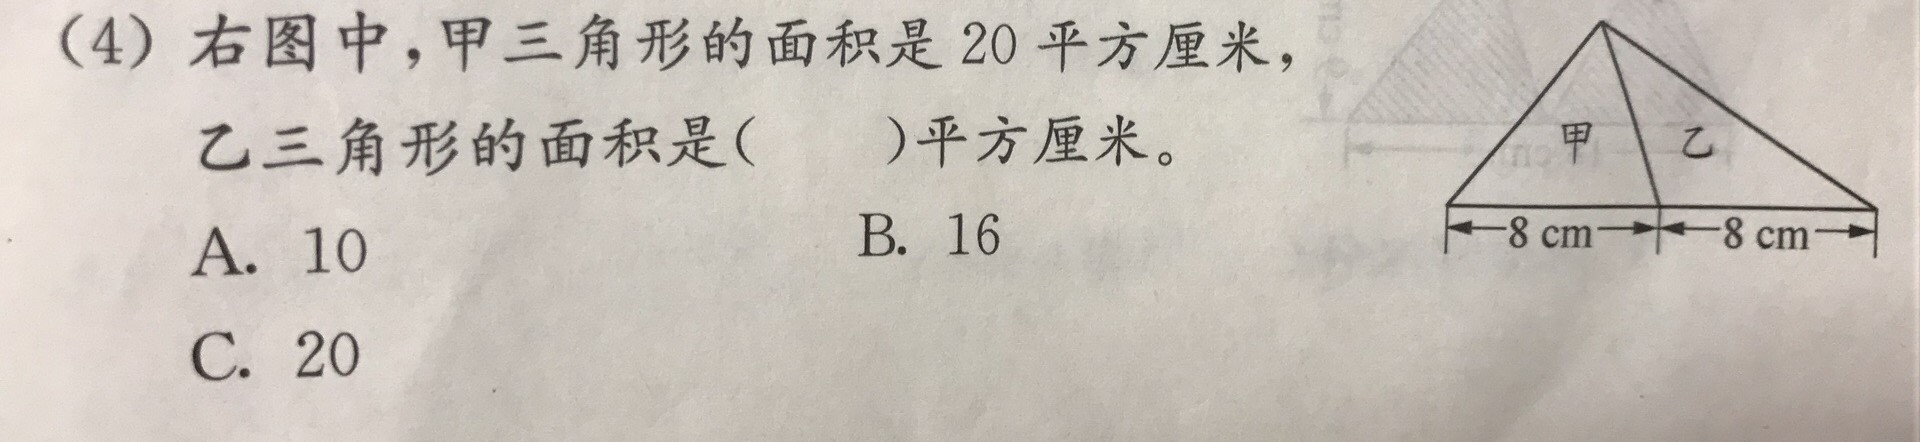 (4) 右图中，甲三角形的面积是 20 平方厘米，
乙三角形的面积是(　　)平方厘米。
A. 10　　B. 16
C. 20
甲　乙
8 cm　8 cm